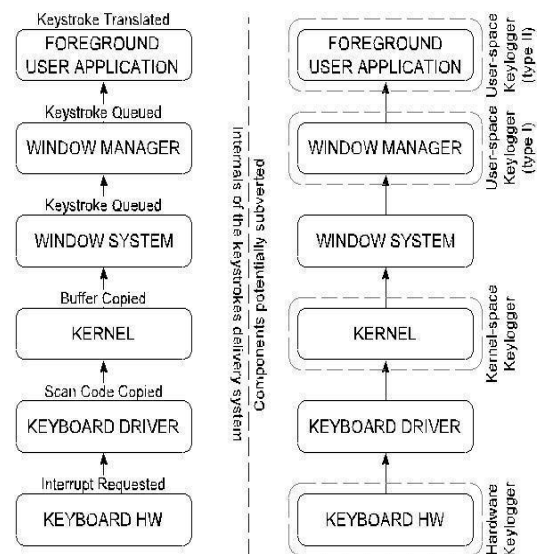 Keystroke Translated
FOREGROUND
USER APPLICATION
Keystroke Queued
WINDOW MANAGER
Keystroke Queued
WINDOW SYSTEM
Buffer Copied
KERNEL
Scan Code Copied
KEYBOARD DRIVER
Interrupt Requested
KEYBOARD HW
Internals of the keystrokes delivery system
Components potentially subverted
FOREGROUND
USER APPLICATION
WINDOW MANAGER
WINDOW SYSTEM
KERNEL
KEYBOARD DRIVER
KEYBOARD HW
User-space
Keylogger
(type II)
User-space
Keylogger
(type I)
Kernel-space
Keylogger
Hardware
Keylogger